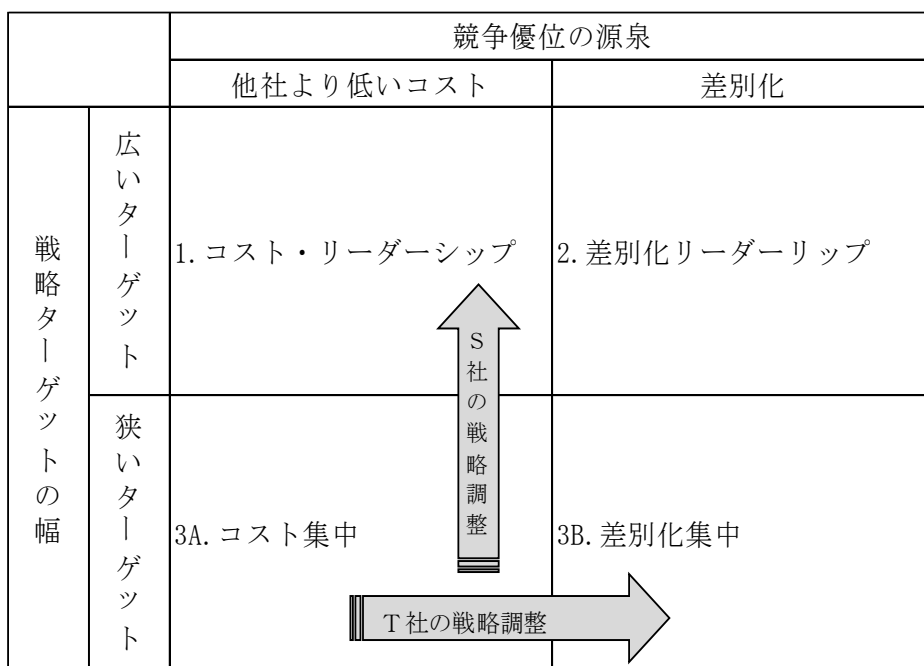 競争優位の源泉
他社より低いコスト
差別化
戦略ターゲットの幅
広いターゲット
1.コスト・リーダーシップ
2.差別化リーダーリップ
S社の戦略調整
狭いターゲット
3A.コスト集中
3B.差別化集中
T社の戦略調整